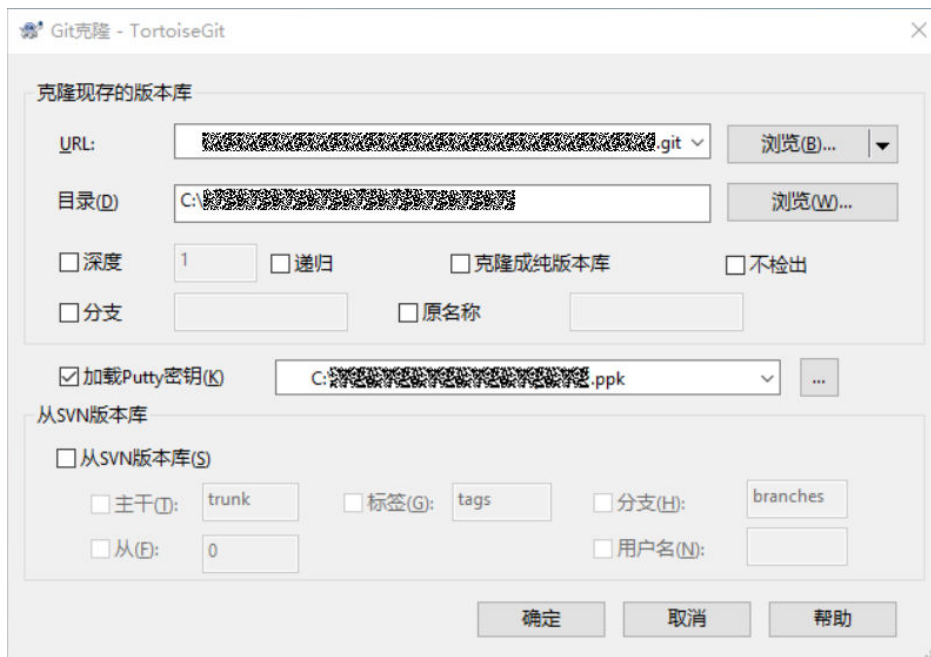 Git克隆 - TortoiseGit
克隆现存的版本库
URL: .git 浏览(B)...
目录(D) C:\ 浏览(W)...
深度 1 递归 克隆成纯版本库 不检出
分支 原名称
加载Putty密钥(K) C: .ppk ...
从SVN版本库
从SVN版本库(S)
主干(T): trunk 标签(G): tags 分支(H): branches
从(F): 0 用户名(N):
确定 取消 帮助